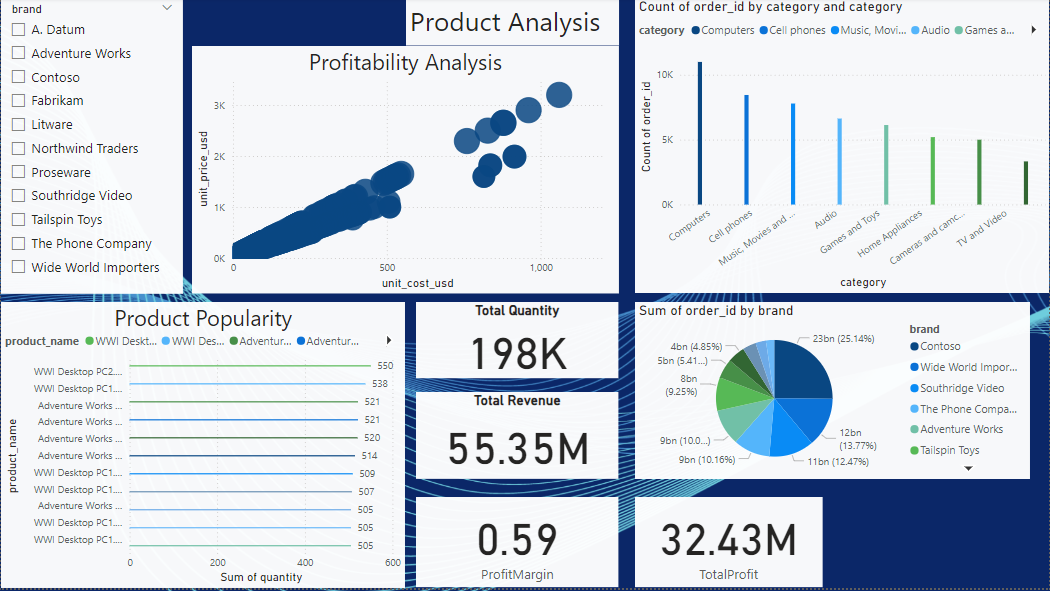 brand
A. Datum
Adventure Works
Contoso
Fabrikam
Litware
Northwind Traders
Proseware
Southridge Video
Tailspin Toys
The Phone Company
Wide World Importers
Product Analysis
Profitability Analysis
unit_price_usd
3K
2K
1K
0K
0 500 1,000
unit_cost_usd
Count of order_id by category and category
category Computers Cell phones Music, Movi... Audio Games a...
Count of order_id
10K
5K
0K
Computers
Cell phones
Music, Movies and ...
Audio
Games and Toys
Home Appliances
Cameras and camc...
TV and Video
category
Product Popularity
product_name WWI Deskt... WWI Des... Adventur... Adventur...
product_name
WWI Desktop PC2.... 550
WWI Desktop PC1.... 538
Adventure Works ... 521
Adventure Works ... 521
Adventure Works ... 520
Adventure Works ... 514
WWI Desktop PC1.... 509
WWI Desktop PC1.... 507
Adventure Works ... 505
WWI Desktop PC1.... 505
WWI Desktop PC1.... 505
0 200 400 600
Sum of quantity
Total Quantity
198K
Total Revenue
55.35M
0.59
ProfitMargin
Sum of order_id by brand
23bn (25.14%)
12bn
(13.77%)
11bn (12.47%)
9bn (10.16%)
9bn (10.0...)
8bn
(9.25%)
5bn (5.41...)
4bn (4.85%)
brand
Contoso
Wide World Impor...
Southridge Video
The Phone Compa...
Adventure Works
Tailspin Toys
32.43M
TotalProfit